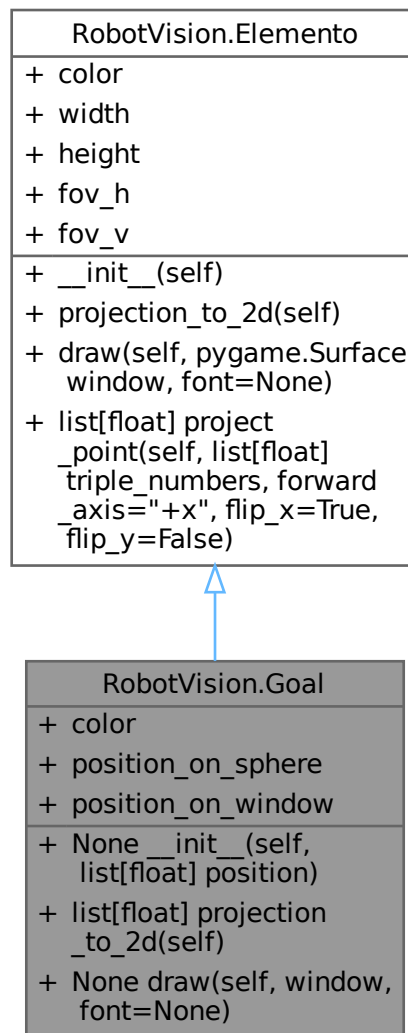 RobotVision.Elemento
+ color
+ width
+ height
+ fov_h
+ fov_v
+ __init__(self)
+ projection_to_2d(self)
+ draw(self, pygame.Surface
window, font=None)
+ list[float] project
_point(self, list[float]
triple_numbers, forward
_axis="+x", flip_x=True,
flip_y=False)
RobotVision.Goal
+ color
+ position_on_sphere
+ position_on_window
+ None __init__(self,
list[float] position)
+ list[float] projection
_to_2d(self)
+ None draw(self, window,
font=None)